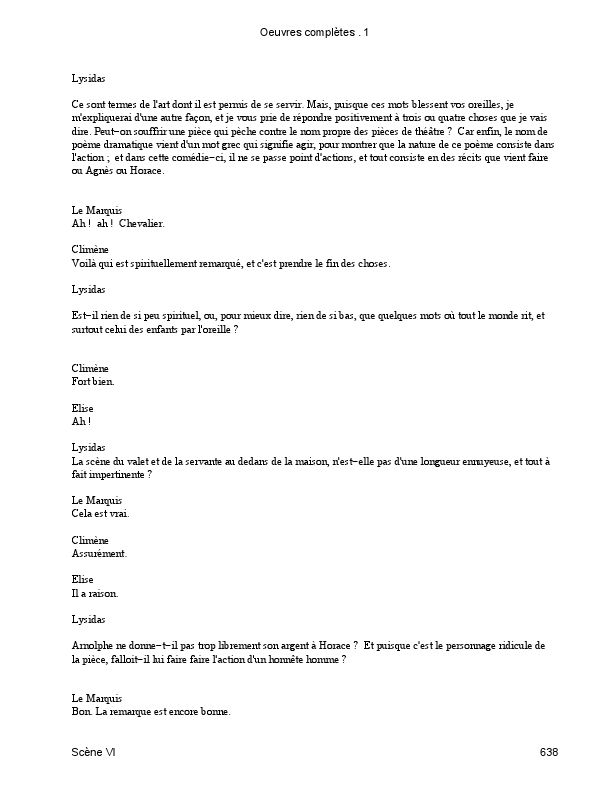 Oeuvres complètes . 1
Lysidas
Ce sont termes de l'art dont il est permis de se servir. Mais, puisque ces mots blessent vos oreilles, je
m'expliquerai d'une autre façon, et je vous prie de répondre positivement à trois ou quatre choses que je vais
dire. Peut−on souffrir une pièce qui pèche contre le nom propre des pièces de théâtre ? Car enfin, le nom de
poème dramatique vient d'un mot grec qui signifie agir, pour montrer que la nature de ce poème consiste dans
l'action ; et dans cette comédie−ci, il ne se passe point d'actions, et tout consiste en des récits que vient faire
ou Agnès ou Horace.
Le Marquis
Ah ! ah ! Chevalier.
Climène
Voilà qui est spirituellement remarqué, et c'est prendre le fin des choses.
Lysidas
Est−il rien de si peu spirituel, ou, pour mieux dire, rien de si bas, que quelques mots où tout le monde rit, et
surtout celui des enfants par l'oreille ?
Climène
Fort bien.
Elise
Ah !
Lysidas
La scène du valet et de la servante au dedans de la maison, n'est−elle pas d'une longueur ennuyeuse, et tout à
fait impertinente ?
Le Marquis
Cela est vrai.
Climène
Assurément.
Elise
Il a raison.
Lysidas
Arnolphe ne donne−t−il pas trop librement son argent à Horace ? Et puisque c'est le personnage ridicule de
la pièce, falloit−il lui faire faire l'action d'un honnête homme ?
Le Marquis
Bon. La remarque est encore bonne.
Scène VI
638